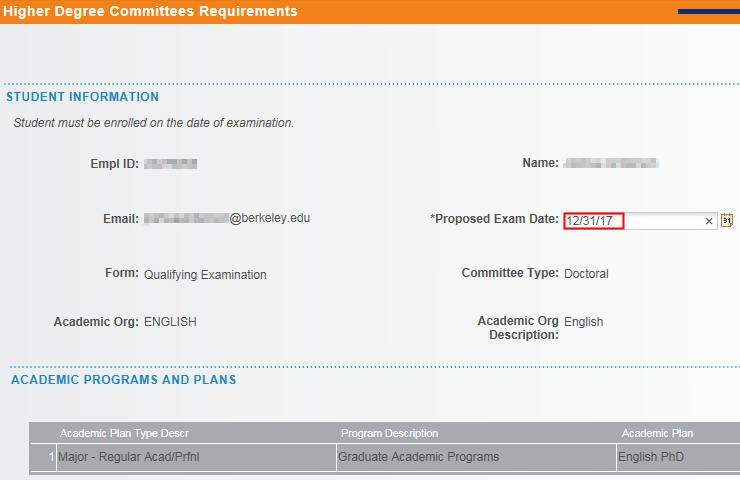 Higher Degree Committees Requirements
STUDENT INFORMATION
Student must be enrolled on the date of examination.
Empl ID:
Name:
Email: @berkeley.edu
*Proposed Exam Date: 12/31/17 × 31
Form: Qualifying Examination
Committee Type: Doctoral
Academic Org: ENGLISH
Academic Org Description: English
ACADEMIC PROGRAMS AND PLANS
Academic Plan Type Descr Program Description Academic Plan
1 Major - Regular Acad/Prfnl Graduate Academic Programs English PhD